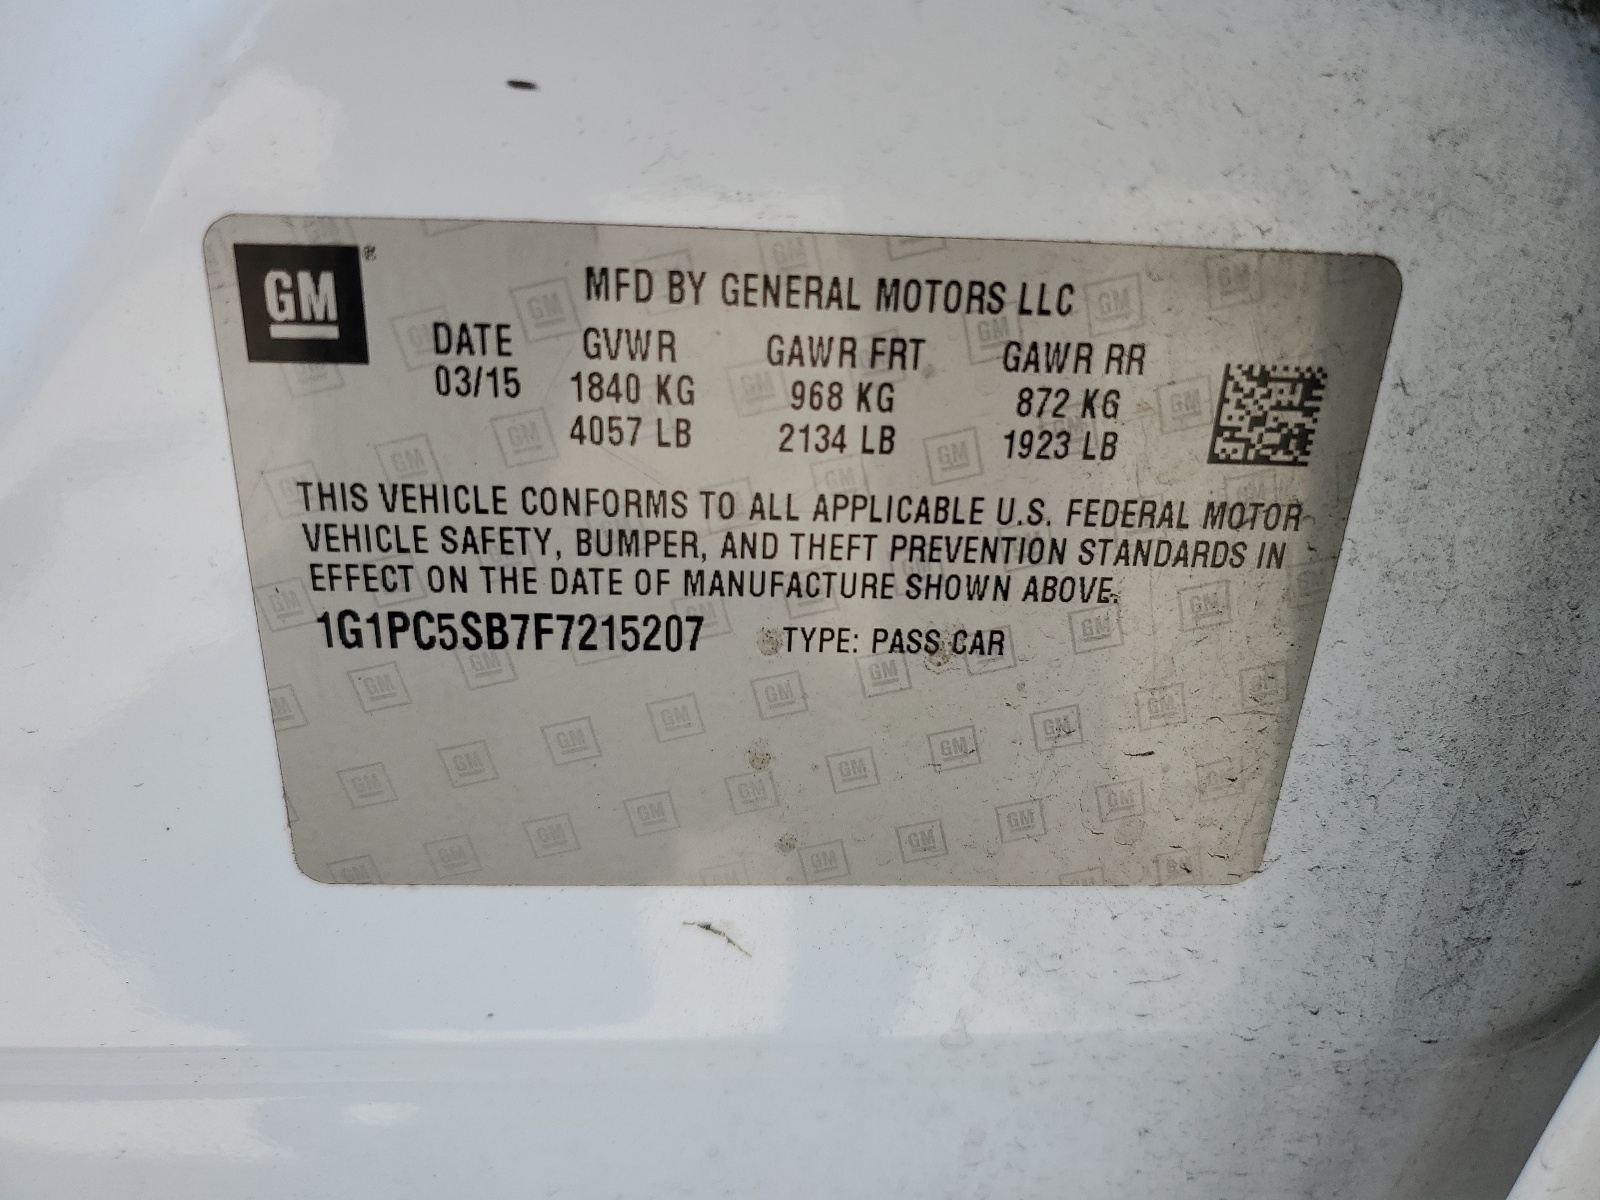 GM ®
MFD BY GENERAL MOTORS LLC
DATE GVWR GAWR FRT GAWR RR
03/15 1840 KG 968 KG 872 KG
4057 LB 2134 LB 1923 LB
THIS VEHICLE CONFORMS TO ALL APPLICABLE U.S. FEDERAL MOTOR
VEHICLE SAFETY, BUMPER, AND THEFT PREVENTION STANDARDS IN
EFFECT ON THE DATE OF MANUFACTURE SHOWN ABOVE.
1G1PC5SB7F7215207 TYPE: PASS CAR